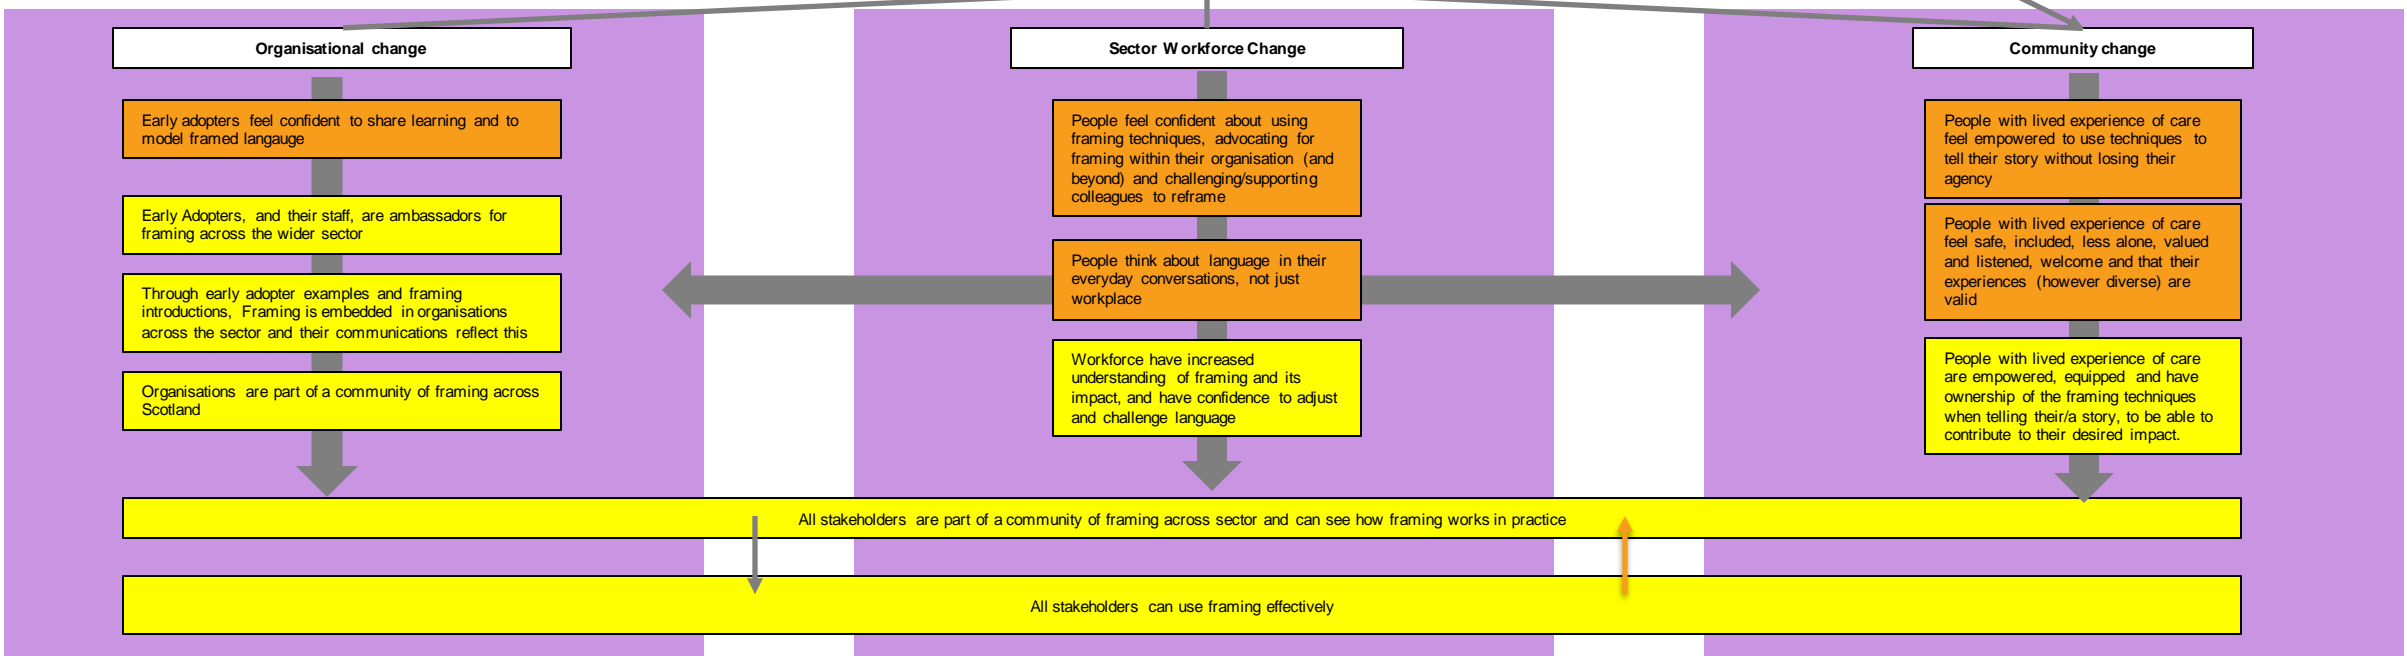 Organisational change
Early adopters feel confident to share learning and to
model framed langauge
Early Adopters, and their staff, are ambassadors for
framing across the wider sector
Through early adopter examples and framing
introductions, Framing is embedded in organisations
across the sector and their communications reflect this
Organisations are part of a community of framing across
Scotland
Sector Workforce Change
People feel confident about using
framing techniques, advocating for
framing within their organisation (and
beyond) and challenging/supporting
colleagues to reframe
People think about language in their
everyday conversations, not just
workplace
Workforce have increased
understanding of framing and its
impact, and have confidence to adjust
and challenge language
Community change
People with lived experience of care
feel empowered to use techniques to
tell their story without losing their
agency
People with lived experience of care
feel safe, included, less alone, valued
and listened, welcome and that their
experiences (however diverse) are
valid
People with lived experience of care
are empowered, equipped and have
ownership of the framing techniques
when telling their/a story, to be able to
contribute to their desired impact.
All stakeholders are part of a community of framing across sector and can see how framing works in practice
All stakeholders can use framing effectively